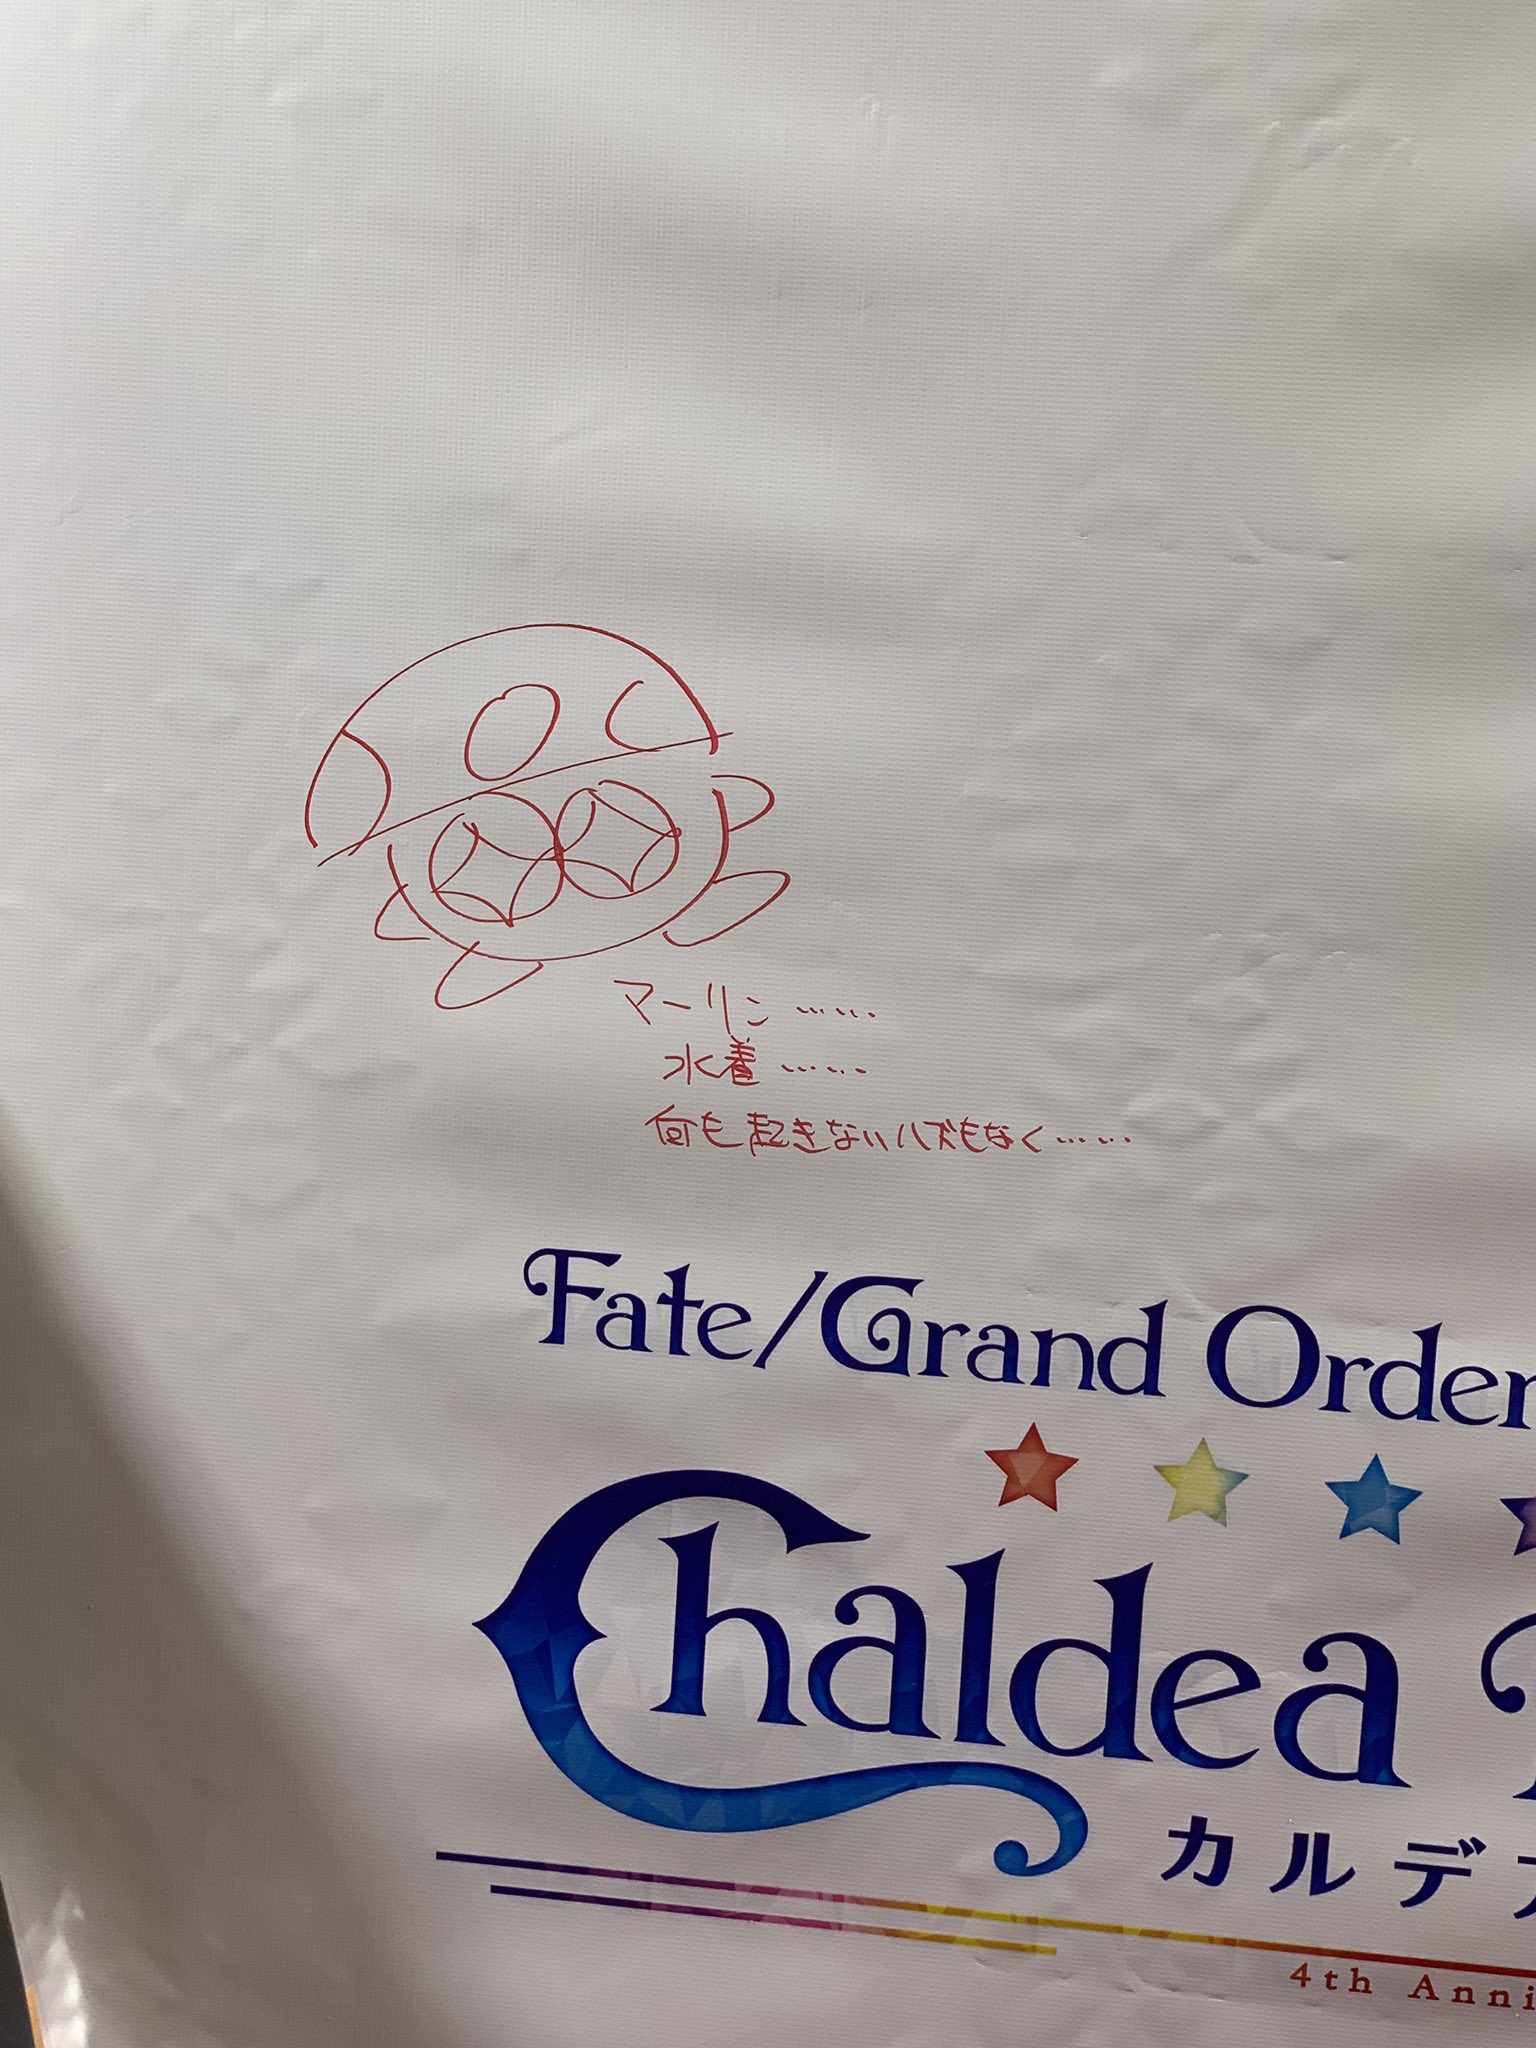 マーリン……
水着……
何も起きないハズもなく……
Fate/Grand Order
Chaldea
カルデ
4th Anni